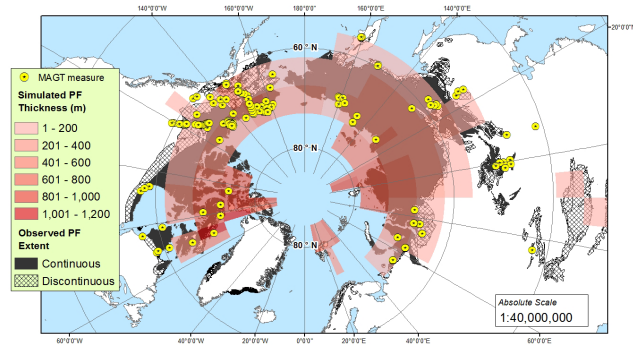 140°0'0"W
160°0'0"W
180°0'0"
160°0'0"E
140°0'0"E
20°0'0"
60° N
80° N
80° N
MAGT measure
Simulated PF
Thickness (m)
1 - 200
201 - 400
401 - 600
601 - 800
801 - 1,000
1,001 - 1,200
Observed PF
Extent
Continuous
Discontinuous
Absolute Scale
1:40,000,000
60°0'0"W
40°0'0"W
20°0'0"W
0°0'0"
20°0'0"E
40°0'0"E
60°0'0"E